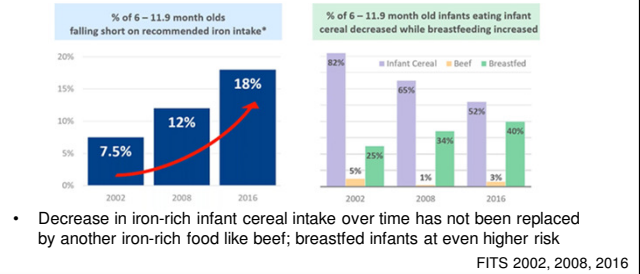 % of 6 – 11.9 month olds
falling short on recommended iron intake*
20%
15%
10%
5%
0%
7.5%
12%
18%
2002
2008
2016
% of 6 – 11.9 month old infants eating infant
cereal decreased while breastfeeding increased
Infant Cereal Beef Breastfed
82%
5%
25%
65%
1%
34%
52%
3%
40%
2002
2008
2016
• Decrease in iron-rich infant cereal intake over time has not been replaced
by another iron-rich food like beef; breastfed infants at even higher risk
FITS 2002, 2008, 2016